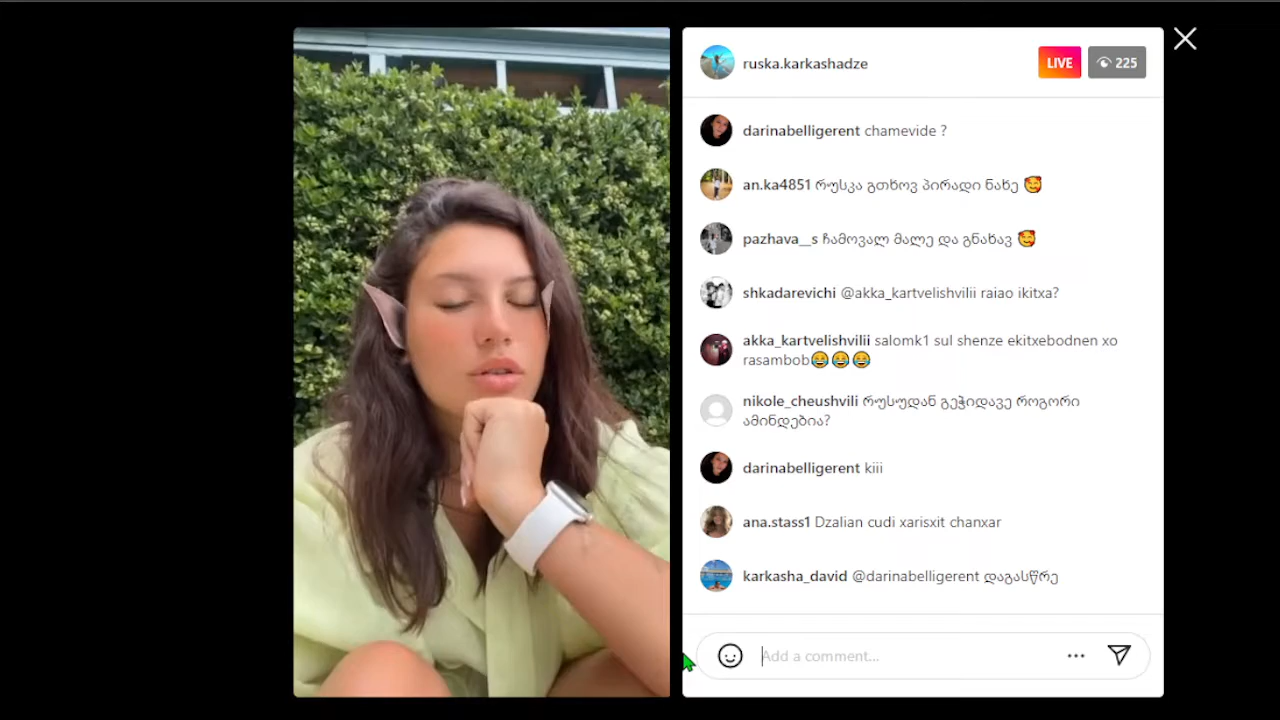 ruska.karkashadze
LIVE
225
darinabelligerent chamevide ?
an.ka4851 რუსკა გთხოვ პირადი ნახე 🥰
pazhava__s ჩამოვალ მალე და გნახავ 🥰
shkadarevichi @akka_kartvelishvilii raiao ikitxa?
akka_kartvelishvilii salomk1 sul shenze ekitxebodnen xo
rasambob😂😂😂
nikole_cheushvili რუსუდან გეჭიდავე როგორი
ამინდებია?
darinabelligerent kiii
ana.stass1 Dzalian cudi xarisxit chanxar
karkasha_david @darinabelligerent დაგასწრე
Add a comment...